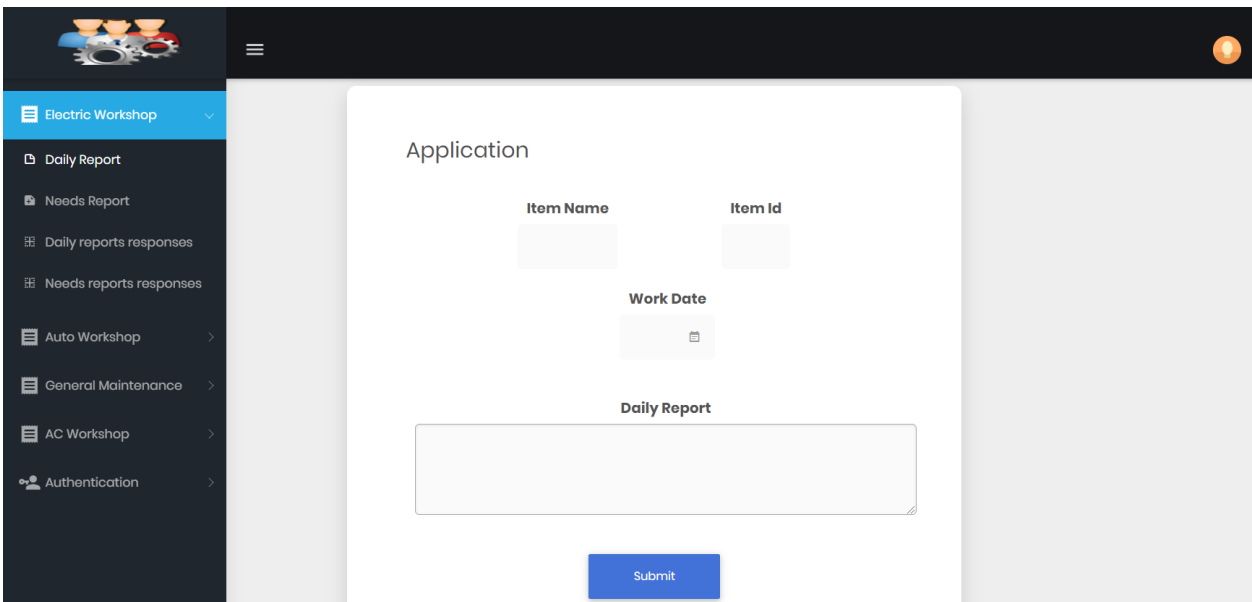 Electric Workshop
Daily Report
Needs Report
Daily reports responses
Needs reports responses
Auto Workshop
General Maintenance
AC Workshop
Authentication
Application
Item Name
Item Id
Work Date
Daily Report
Submit